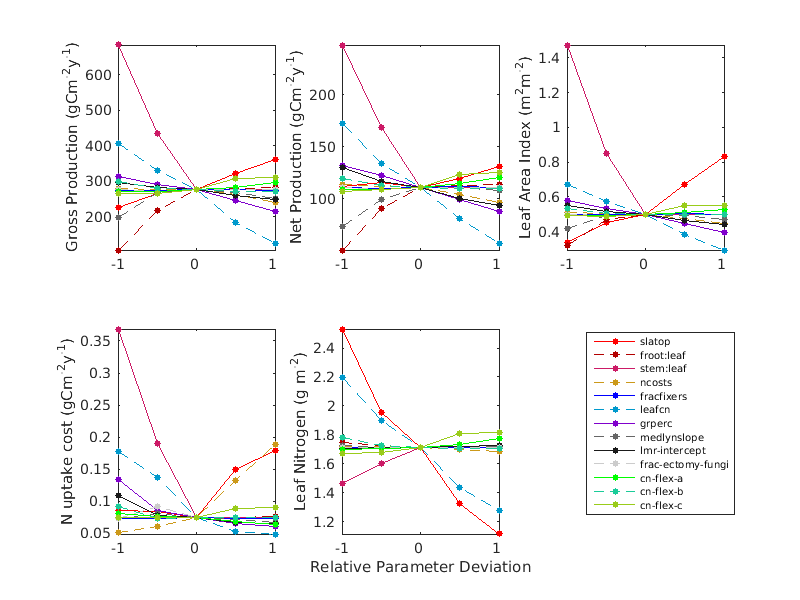 Gross Production (gCm⁻²y⁻¹)
600
500
400
300
200
-1 0 1
Net Production (gCm⁻²y⁻¹)
200
150
100
-1 0 1
Leaf Area Index (m²m⁻²)
1.4
1.2
1
0.8
0.6
0.4
-1 0 1
N uptake cost (gCm⁻²y⁻¹)
0.35
0.3
0.25
0.2
0.15
0.1
0.05
-1 0 1
Leaf Nitrogen (g m⁻²)
2.4
2.2
2
1.8
1.6
1.4
1.2
-1 0 1
Relative Parameter Deviation
slatop
froot:leaf
stem:leaf
ncosts
fracfixers
leafcn
grperc
medlynslope
lmr-intercept
frac-ectomy-fungi
cn-flex-a
cn-flex-b
cn-flex-c